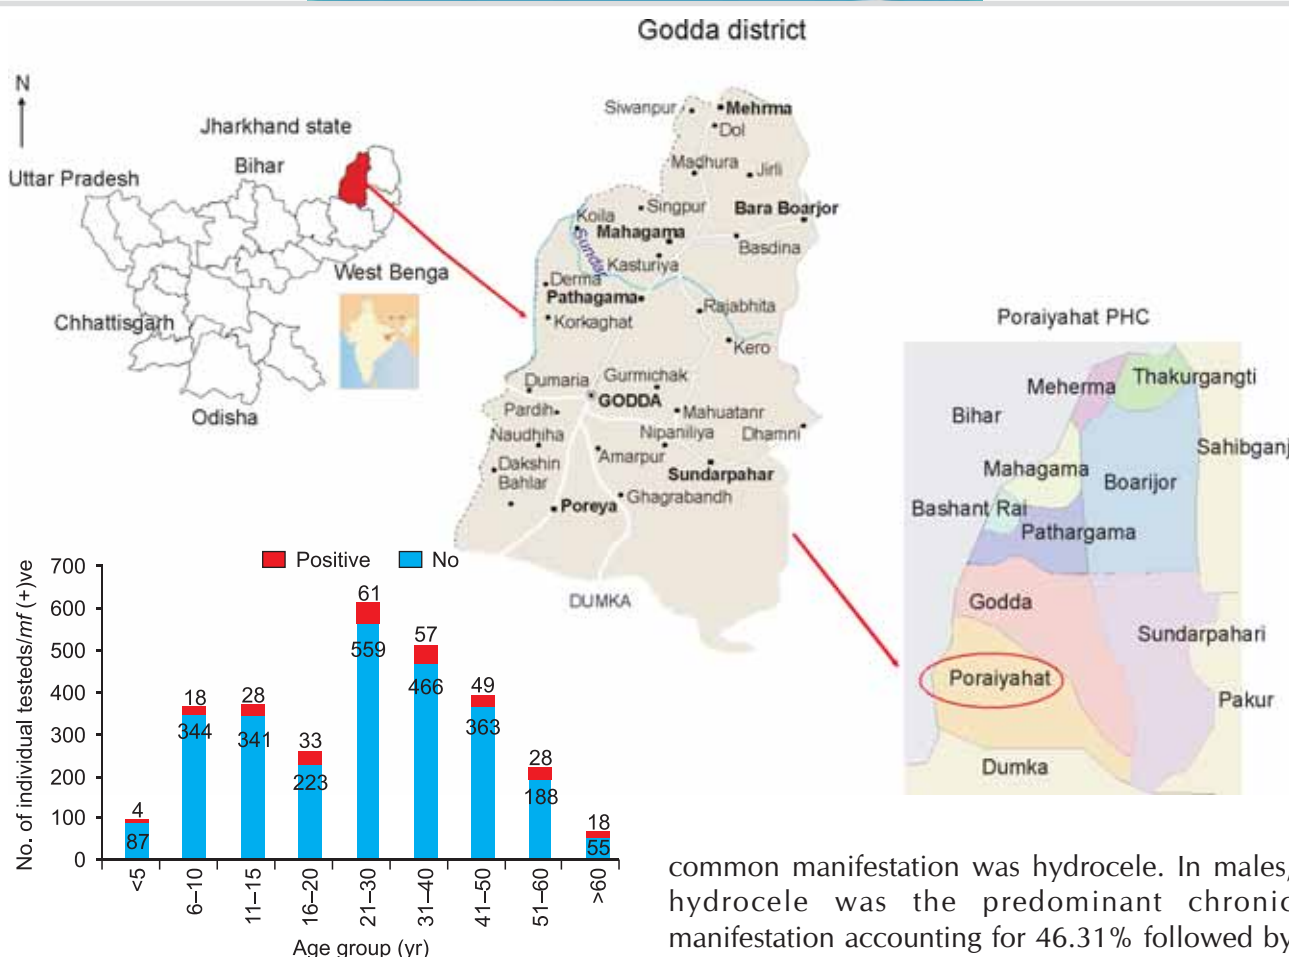 Godda district
N
Jharkhand state
Bihar
Uttar Pradesh
West Benga
Chhattisgarh
Odisha
Siwanpur
Mehrma
Dol
Madhura
Jirli
Singpur
Bara Boarjor
Koila
Mahagama
Sundar
Basdina
Kasturiya
Derma
Pathagama
Rajabhita
Korkaghat
Kero
Dumaria
Gurmichak
GODDA
Pardih
Mahuatanr
Naudhiha
Nipaniliya
Dhamni
Amarpur
Dakshin
Bahlar
Sundarpahar
Ghagrabandh
Poreya
DUMKA
Poraiyahat PHC
Meherma
Thakurgangti
Bihar
Sahibganj
Mahagama
Boarijor
Bashant Rai
Pathargama
Godda
Sundarpahari
Poraiyahat
Pakur
Dumka
Positive No
No. of individual testeds/mf (+)ve
700
600
500
400
300
200
100
0
4
87
18
344
28
341
33
223
61
559
57
466
49
363
28
188
18
55
<5
6–10
11–15
16–20
21–30
31–40
41–50
51–60
>60
Age group (yr)
common manifestation was hydrocele. In males,
hydrocele was the predominant chronic
manifestation accounting for 46.31% followed by